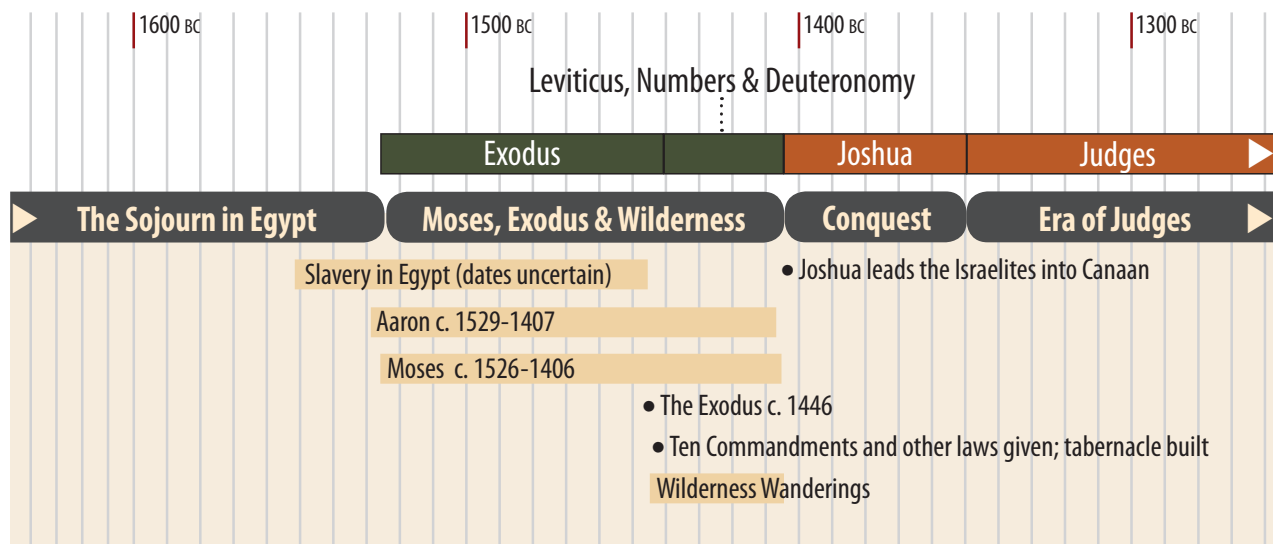 1600 BC 1500 BC 1400 BC 1300 BC
Leviticus, Numbers & Deuteronomy
Exodus Joshua Judges
The Sojourn in Egypt Moses, Exodus & Wilderness Conquest Era of Judges
Slavery in Egypt (dates uncertain) • Joshua leads the Israelites into Canaan
Aaron c. 1529-1407
Moses c. 1526-1406
• The Exodus c. 1446
• Ten Commandments and other laws given; tabernacle built
Wilderness Wanderings